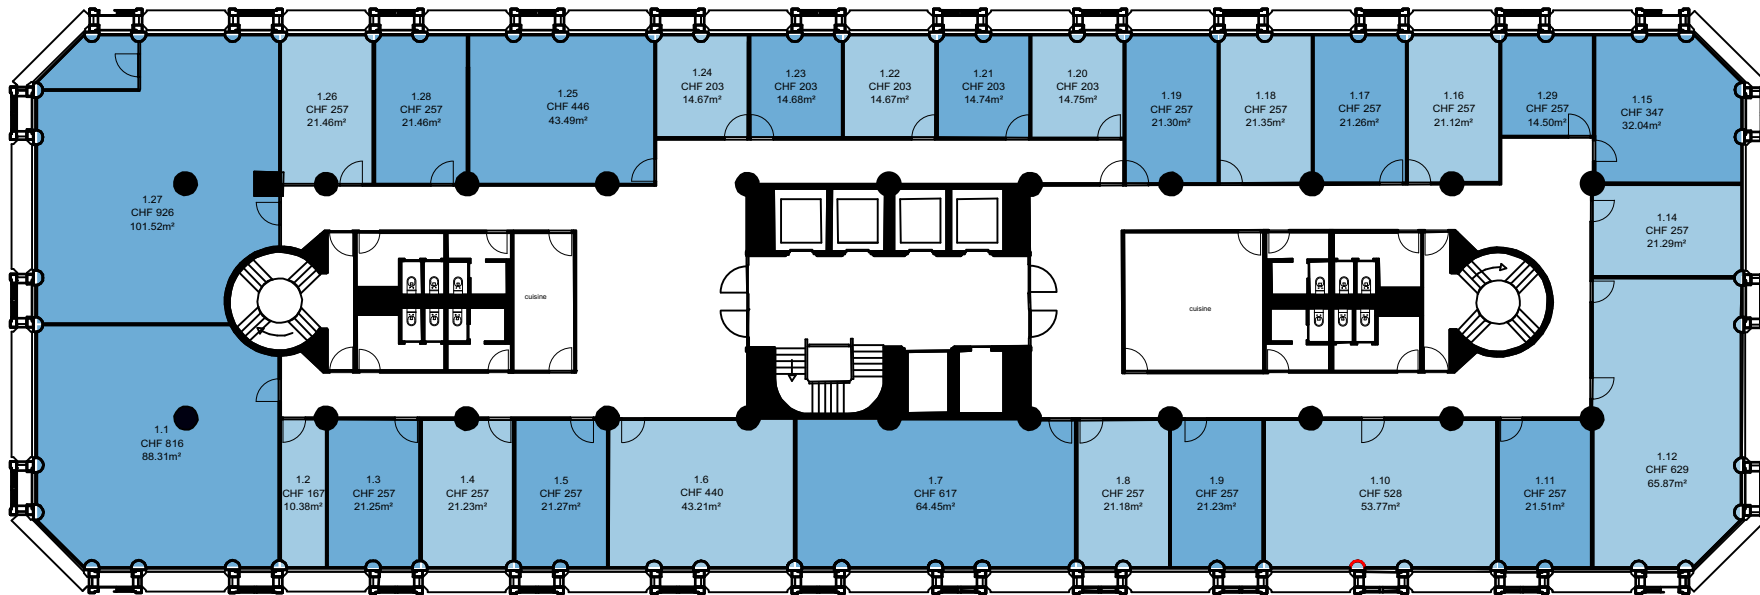 1.26
CHF 257
21.46m²
1.28
CHF 257
21.46m²
1.25
CHF 446
43.49m²
1.24
CHF 203
14.67m²
1.23
CHF 203
14.68m²
1.22
CHF 203
14.67m²
1.21
CHF 203
14.74m²
1.20
CHF 203
14.75m²
1.19
CHF 257
21.30m²
1.18
CHF 257
21.35m²
1.17
CHF 257
21.26m²
1.16
CHF 257
21.12m²
1.29
CHF 257
14.50m²
1.15
CHF 347
32.04m²
1.27
CHF 926
101.52m²
1.14
CHF 257
21.29m²
cuisine
cuisine
1.1
CHF 816
88.31m²
1.2
CHF 167
10.38m²
1.3
CHF 257
21.25m²
1.4
CHF 257
21.23m²
1.5
CHF 257
21.27m²
1.6
CHF 440
43.21m²
1.7
CHF 617
64.45m²
1.8
CHF 257
21.18m²
1.9
CHF 257
21.23m²
1.10
CHF 528
53.77m²
1.11
CHF 257
21.51m²
1.12
CHF 629
65.87m²